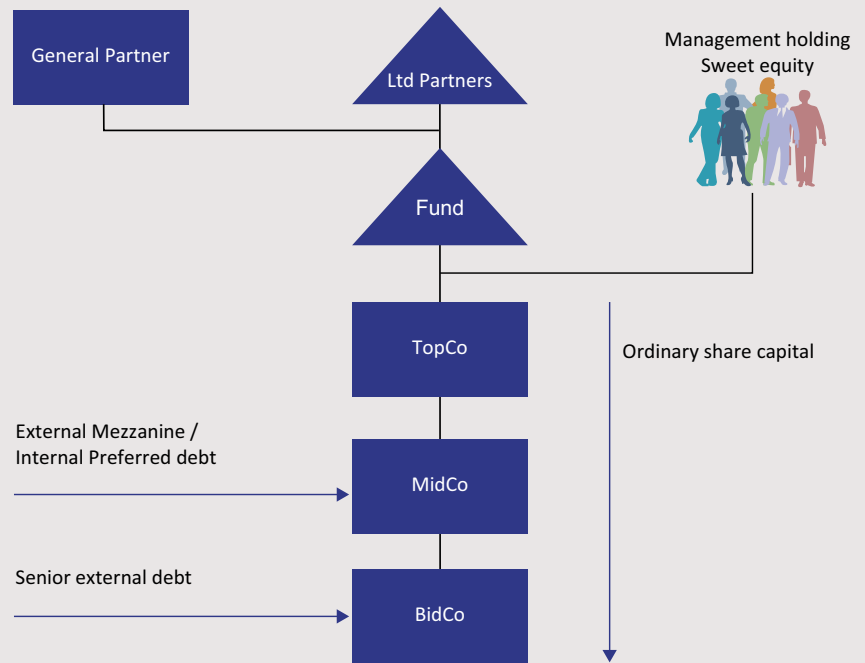 General Partner
Ltd Partners
Management holding
Sweet equity
Fund
TopCo
Ordinary share capital
External Mezzanine /
Internal Preferred debt
MidCo
Senior external debt
BidCo